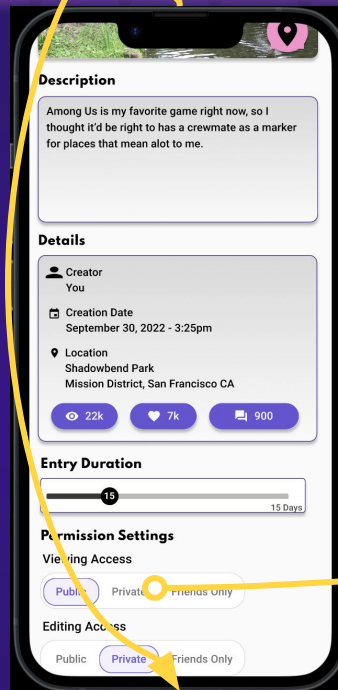 Description
Among Us is my favorite game right now, so I
thought it'd be right to has a crewmate as a marker
for places that mean alot to me.
Details
Creator
You
Creation Date
September 30, 2022 - 3:25pm
Location
Shadowbend Park
Mission District, San Francisco CA
22k 7k 900
Entry Duration
15
15 Days
Permission Settings
Viewing Access
Public Private Friends Only
Editing Access
Public Private Friends Only